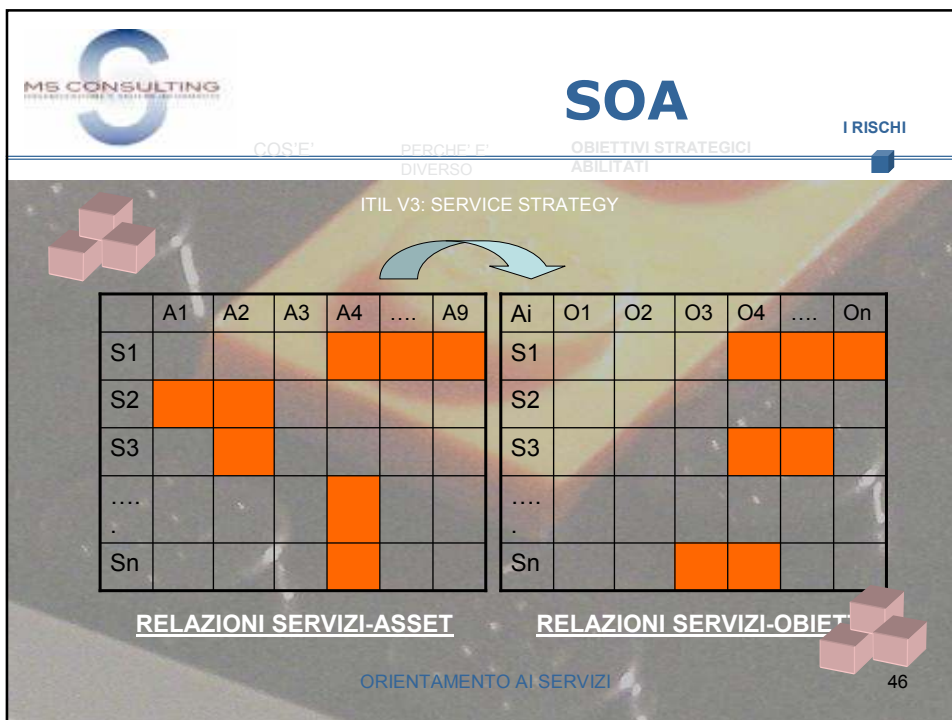 MS CONSULTING
SOA
I RISCHI
COS'E'
PERCHE' E'
DIVERSO
OBIETTIVI STRATEGICI
ABILITATI
ITIL V3: SERVICE STRATEGY
A1 A2 A3 A4 .... A9
S1
S2
S3
....
.
Sn
Ai O1 O2 O3 O4 .... On
S1
S2
S3
....
.
Sn
RELAZIONI SERVIZI-ASSET
RELAZIONI SERVIZI-OBIET
ORIENTAMENTO AI SERVIZI
46